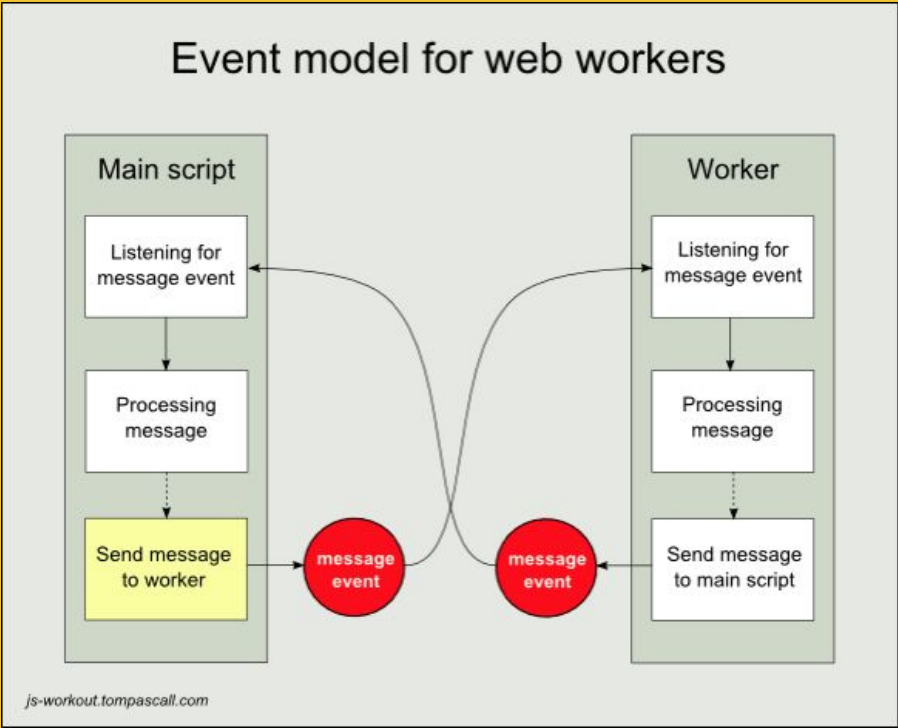 Event model for web workers
Main script
Listening for
message event
Processing
message
Send message
to worker
message
event
Worker
Listening for
message event
Processing
message
Send message
to main script
message
event
js-workout.tompascall.com